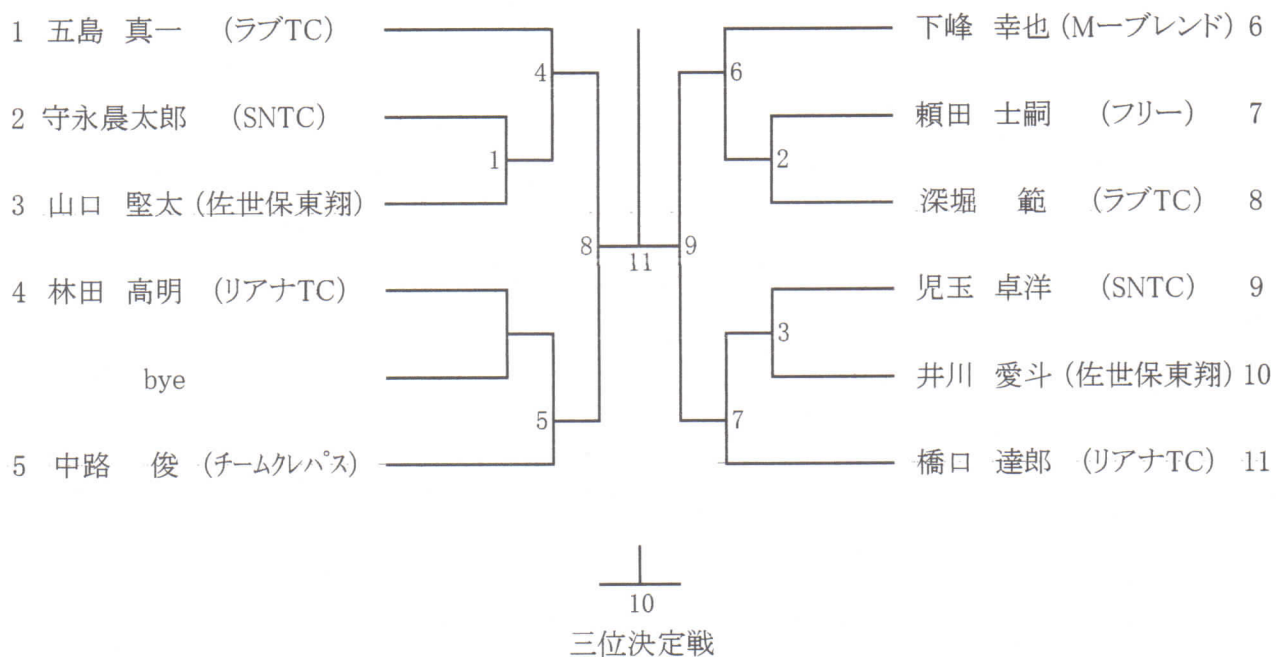 1 五島 真一 (ラブTC)
4
2 守永晨太郎 (SNTC)
1
3 山口 堅太 (佐世保東翔)
8
4 林田 高明 (リアナTC)
bye
5
5 中路 俊 (チームクレパス)
11
下峰 幸也 (Mーブレンド) 6
6
頼田 士嗣 (フリー) 7
2
深堀 範 (ラブTC) 8
9
児玉 卓洋 (SNTC) 9
3
井川 愛斗 (佐世保東翔) 10
7
橋口 達郎 (リアナTC) 11
10
三位決定戦